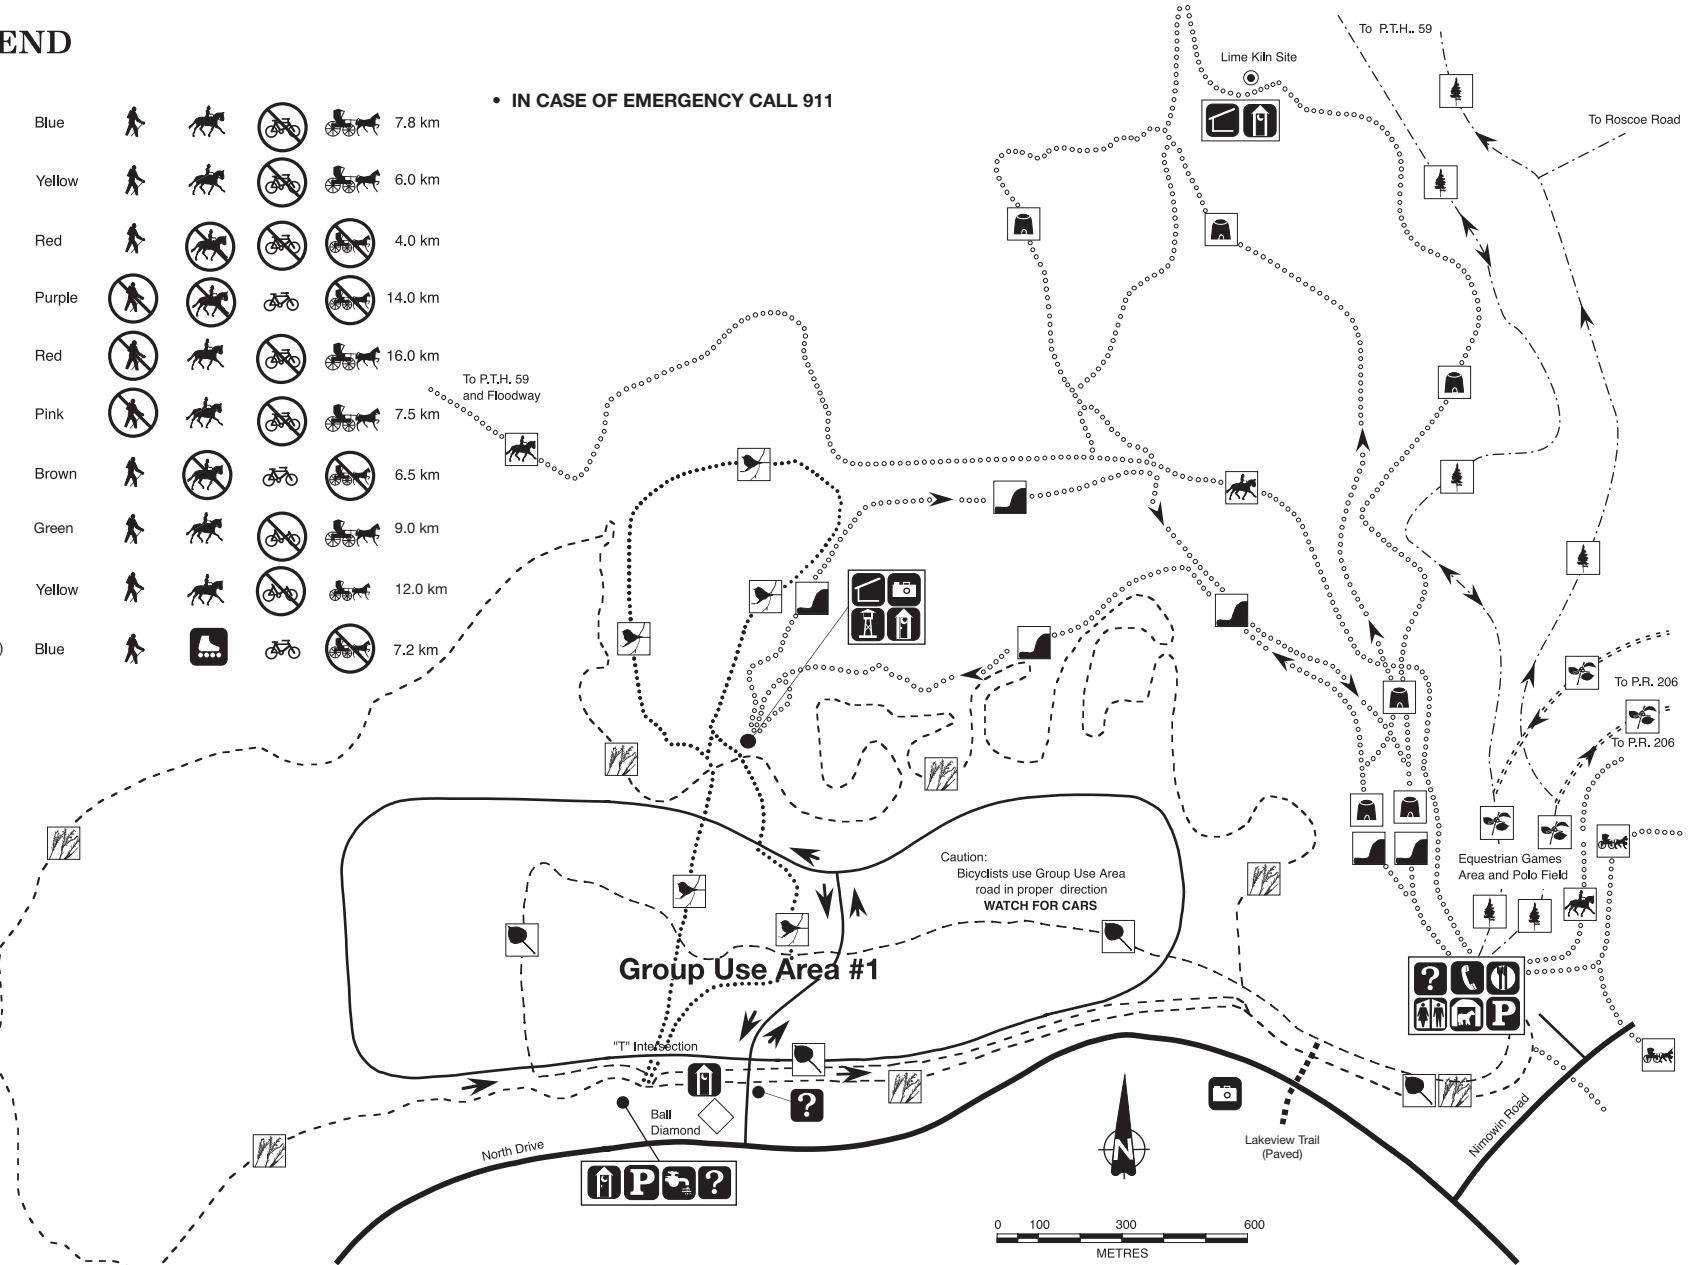 END
Blue 7.8 km
Yellow 6.0 km
Red 4.0 km
Purple 14.0 km
Red 16.0 km
Pink 7.5 km
Brown 6.5 km
Green 9.0 km
Yellow 12.0 km
) Blue 7.2 km
• IN CASE OF EMERGENCY CALL 911
Lime Kiln Site
To P.T.H.. 59
To Roscoe Road
To P.T.H. 59
and Floodway
To P.R. 206
To P.R. 206
Caution:
Bicyclists use Group Use Area
road in proper direction
WATCH FOR CARS
Equestrian Games
Area and Polo Field
Group Use Area #1
? P
"T" Intersection
?
Ball
Diamond
North Drive
P ?
N
Lakeview Trail
(Paved)
Nimowin Road
0 100 300 600
METRES